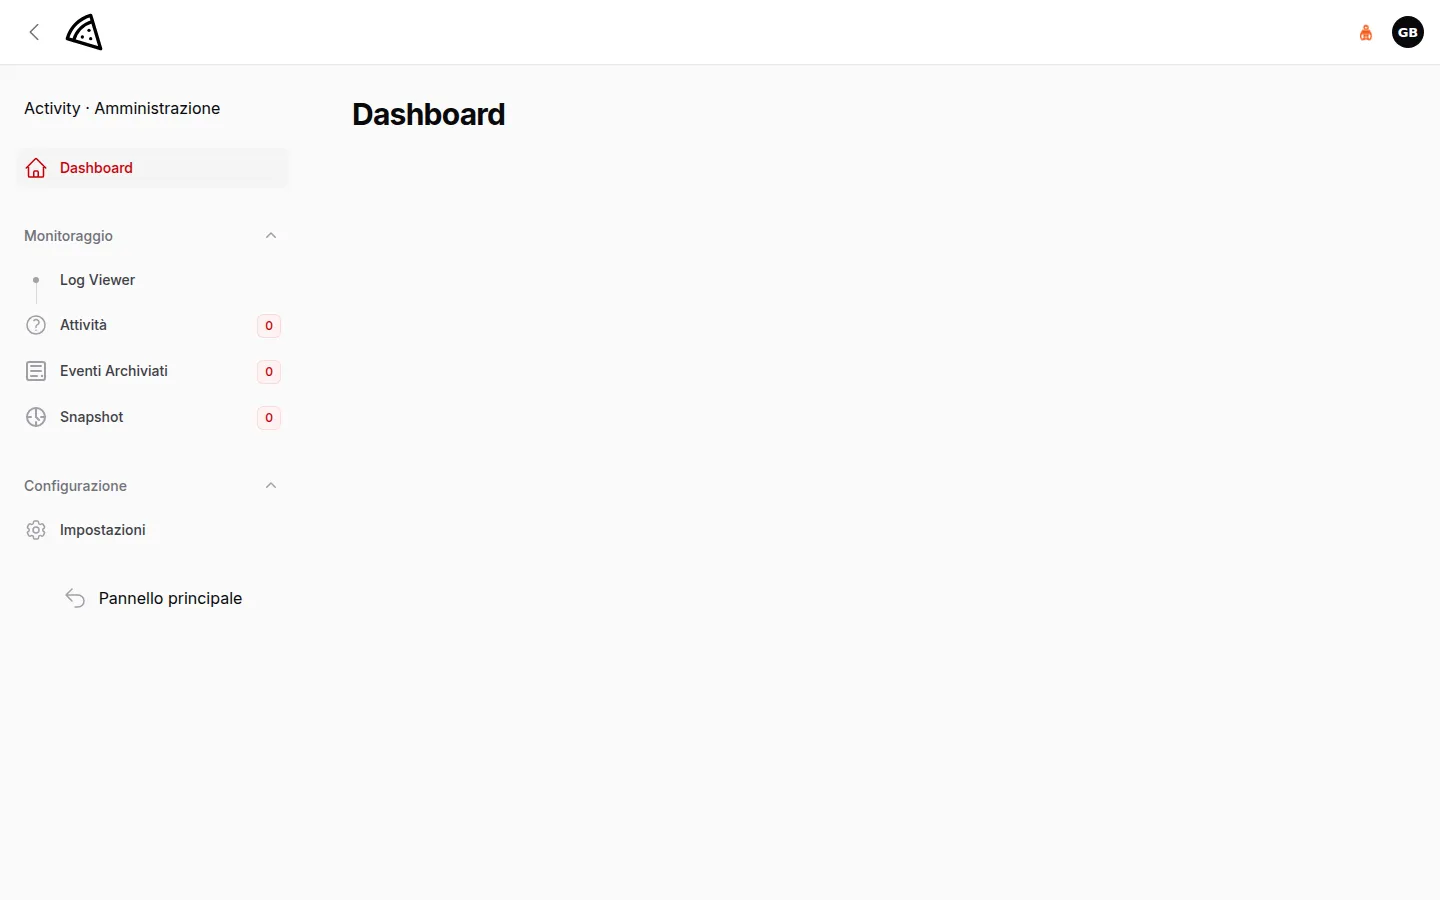 GB
Activity · Amministrazione
Dashboard
Dashboard
Monitoraggio
Log Viewer
Attività 0
Eventi Archiviati 0
Snapshot 0
Configurazione
Impostazioni
Pannello principale